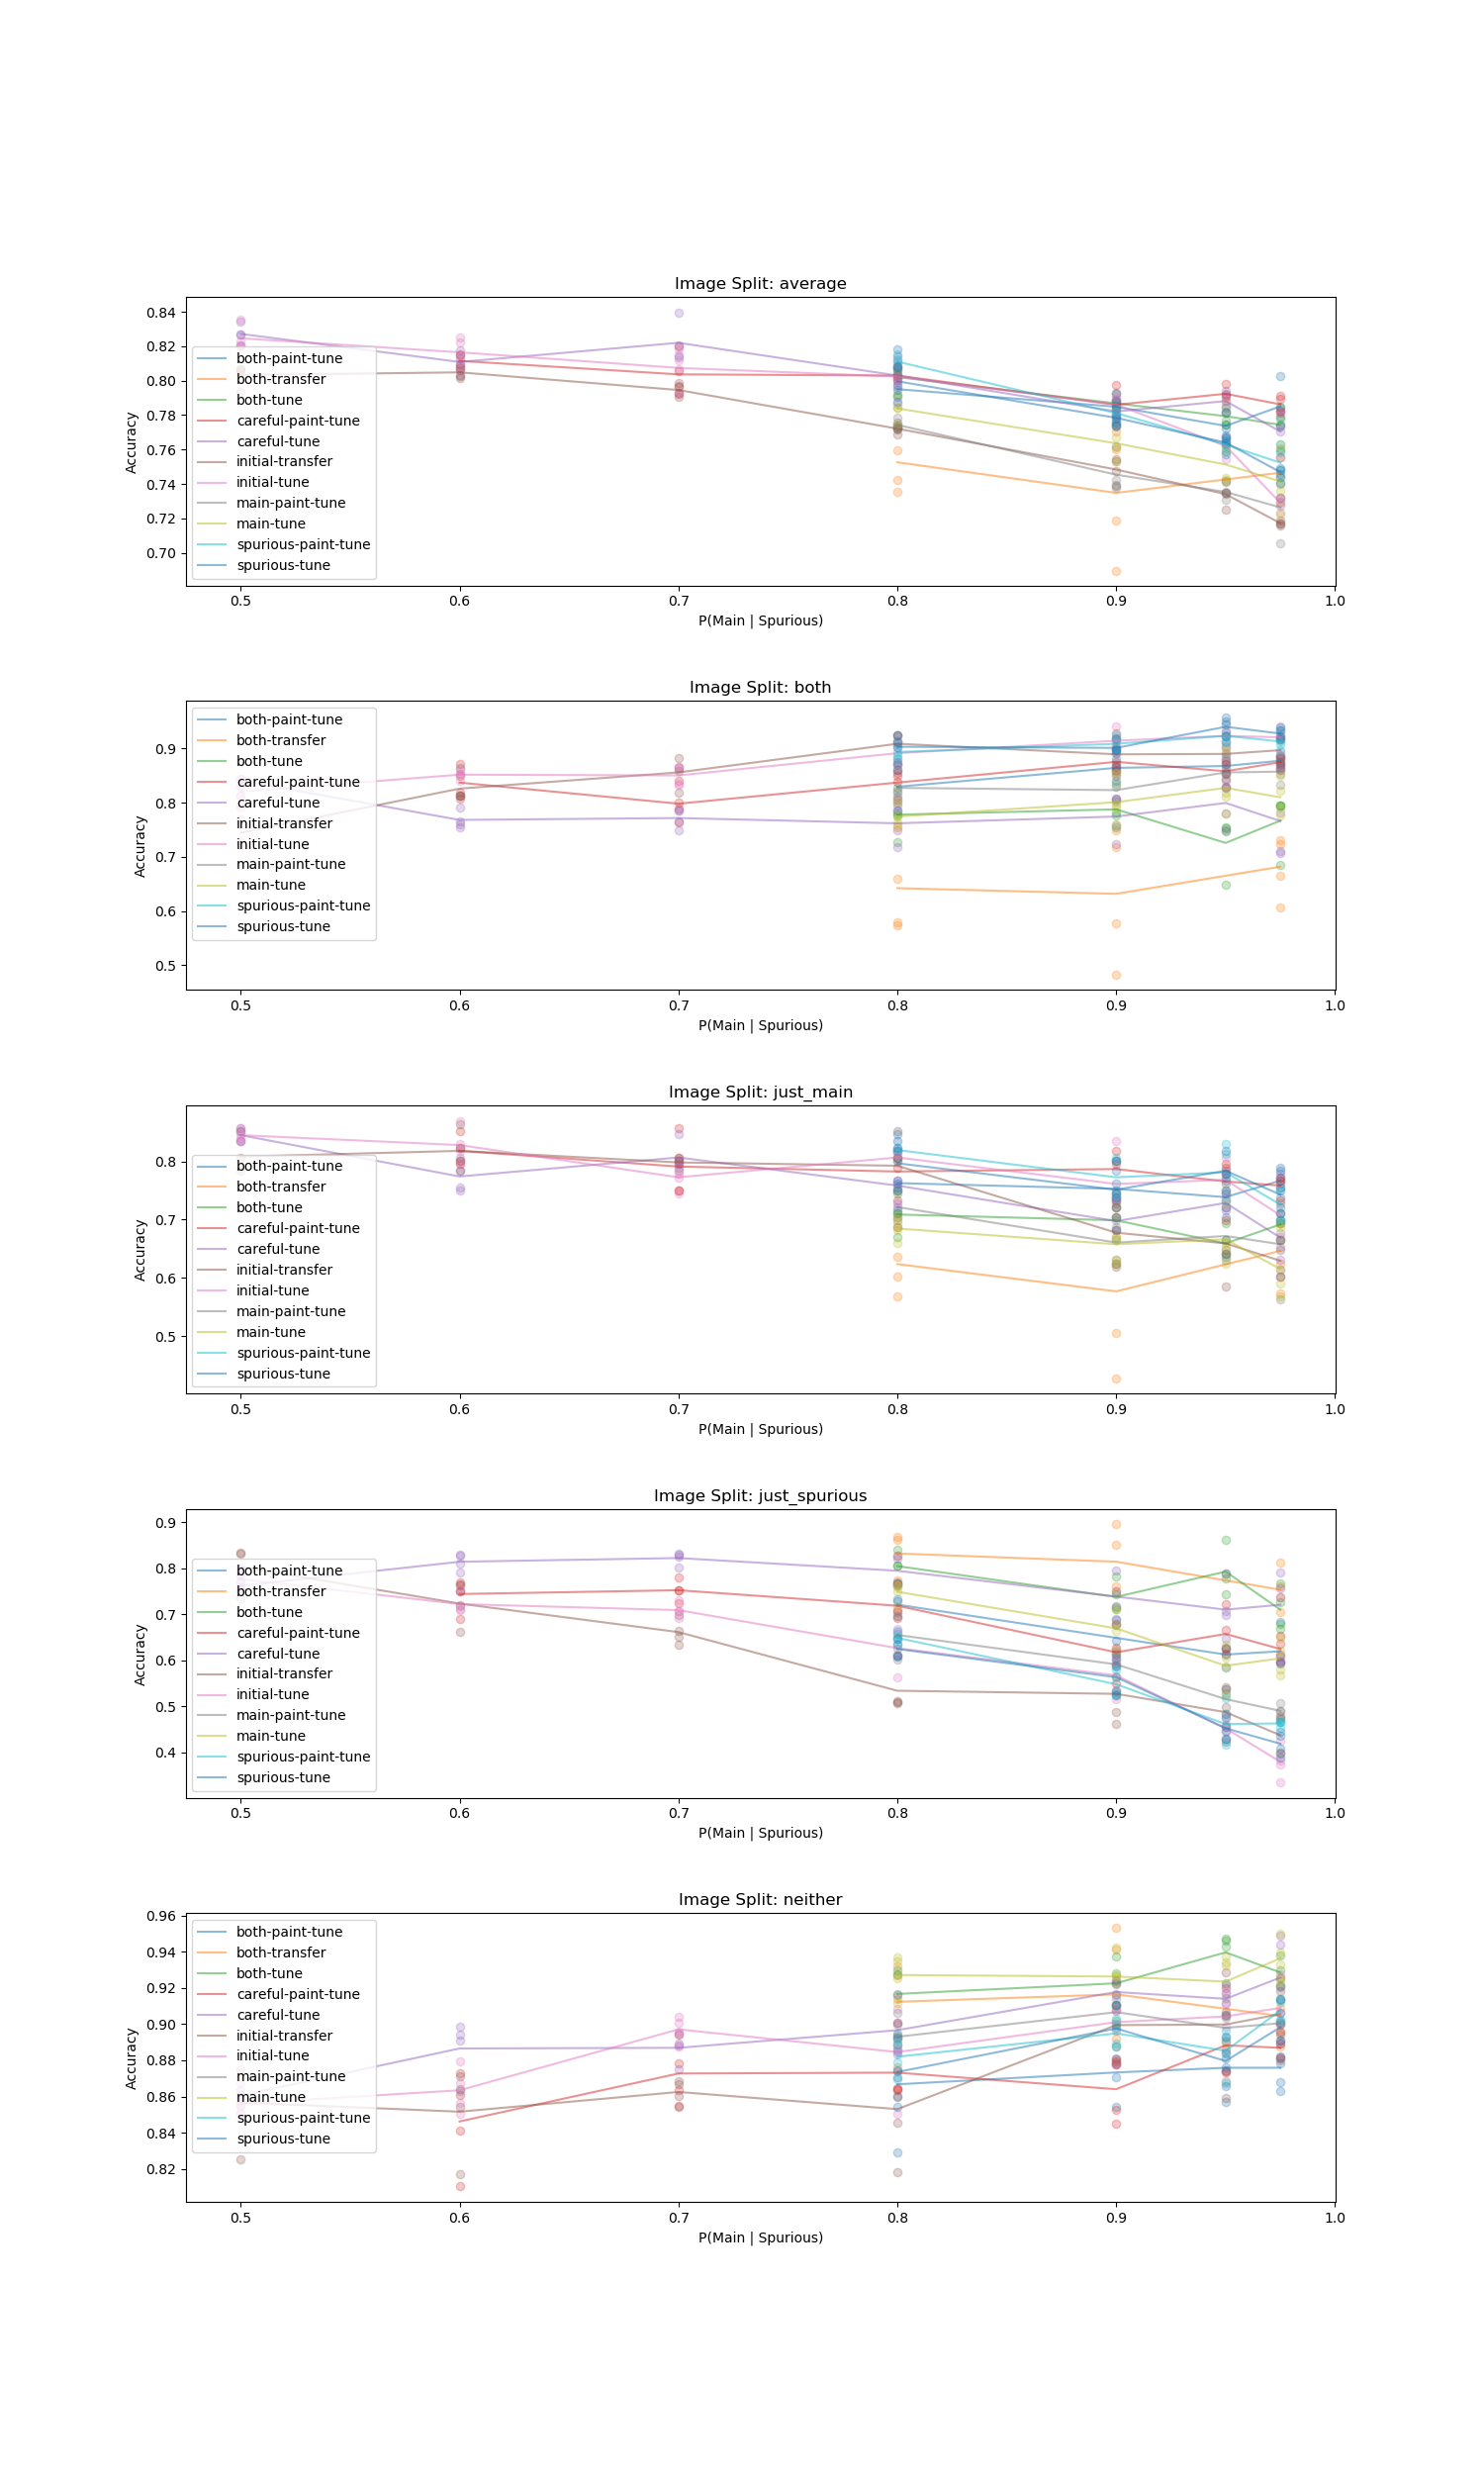 Image Split: average
Accuracy
0.84
0.82
0.80
0.78
0.76
0.74
0.72
0.70
both-paint-tune
both-transfer
both-tune
careful-paint-tune
careful-tune
initial-transfer
initial-tune
main-paint-tune
main-tune
spurious-paint-tune
spurious-tune
0.5 0.6 0.7 0.8 0.9 1.0
P(Main | Spurious)
Image Split: both
Accuracy
0.9
0.8
0.7
0.6
0.5
both-paint-tune
both-transfer
both-tune
careful-paint-tune
careful-tune
initial-transfer
initial-tune
main-paint-tune
main-tune
spurious-paint-tune
spurious-tune
0.5 0.6 0.7 0.8 0.9 1.0
P(Main | Spurious)
Image Split: just_main
Accuracy
0.8
0.7
0.6
0.5
both-paint-tune
both-transfer
both-tune
careful-paint-tune
careful-tune
initial-transfer
initial-tune
main-paint-tune
main-tune
spurious-paint-tune
spurious-tune
0.5 0.6 0.7 0.8 0.9 1.0
P(Main | Spurious)
Image Split: just_spurious
Accuracy
0.9
0.8
0.7
0.6
0.5
0.4
both-paint-tune
both-transfer
both-tune
careful-paint-tune
careful-tune
initial-transfer
initial-tune
main-paint-tune
main-tune
spurious-paint-tune
spurious-tune
0.5 0.6 0.7 0.8 0.9 1.0
P(Main | Spurious)
Image Split: neither
Accuracy
0.96
0.94
0.92
0.90
0.88
0.86
0.84
0.82
both-paint-tune
both-transfer
both-tune
careful-paint-tune
careful-tune
initial-transfer
initial-tune
main-paint-tune
main-tune
spurious-paint-tune
spurious-tune
0.5 0.6 0.7 0.8 0.9 1.0
P(Main | Spurious)